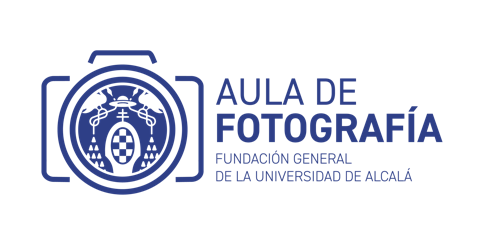 AULA DE
FOTOGRAFÍA
FUNDACIÓN GENERAL
DE LA UNIVERSIDAD DE ALCALÁ